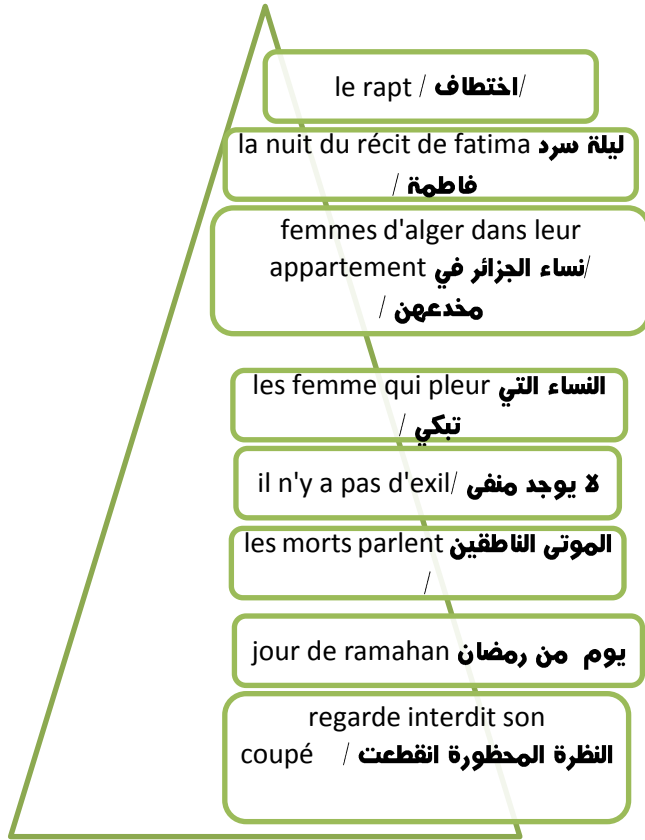 le rapt / اختطاف/
la nuit du récit de fatima ليلة سرد
فاطمة /
femmes d'alger dans leur
appartement نساء الجزائر في/
مخدعهن /
les femme qui pleur النساء التي
تبكي /
il n'y a pas d'exil/ لا يوجد منفى
les morts parlent الموتى الناطقين
/
jour de ramahan يوم من رمضان
regarde interdit son
coupé / النظرة المحظورة انقطعت